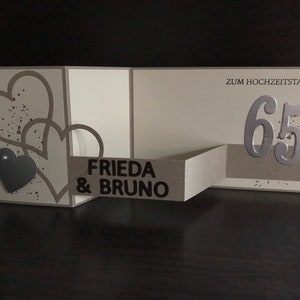 ZUM HOCHZEITSTA
65
FRIEDA
& BRUNO